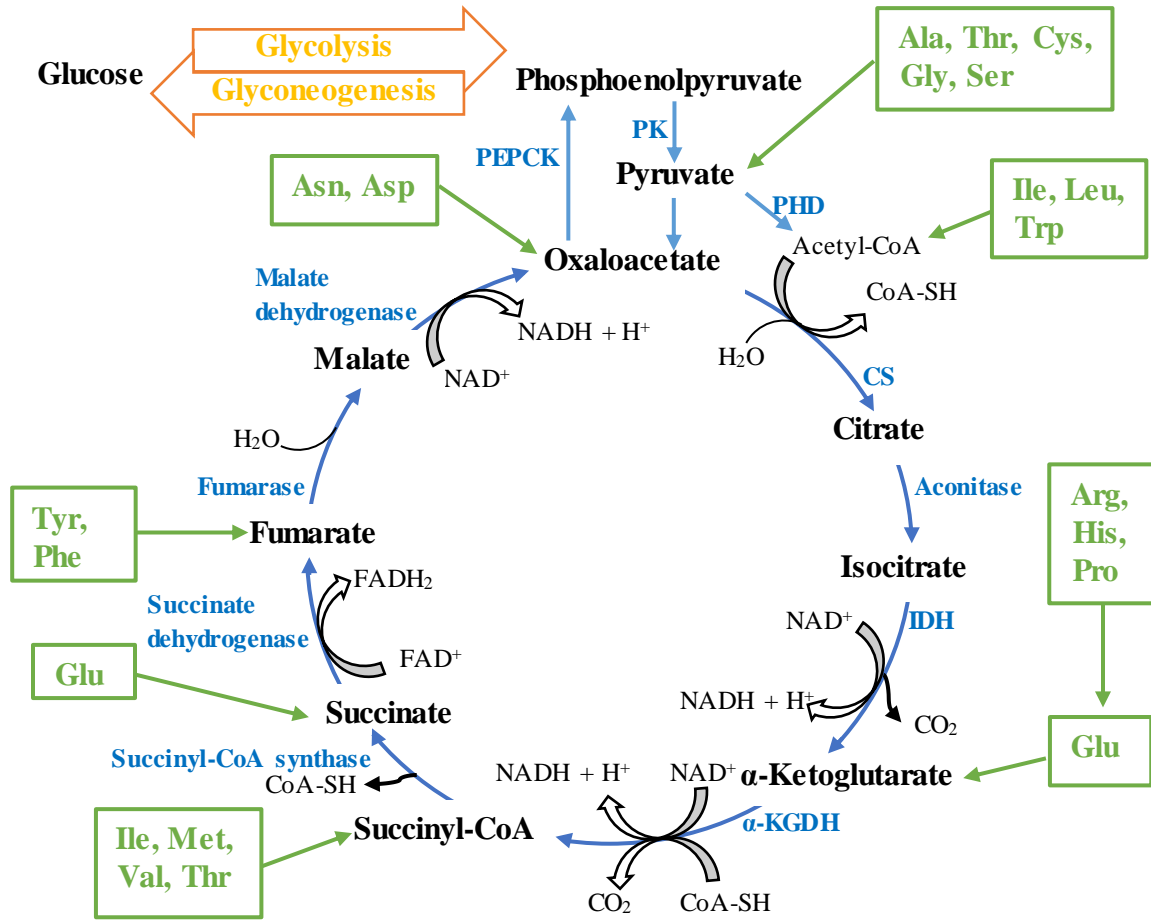 Glycolysis
Glucose
Glyconeogenesis
Phosphoenolpyruvate
Ala, Thr, Cys,
Gly, Ser
PK
PEPCK
Pyruvate
Asn, Asp
PHD
Ile, Leu,
Trp
Acetyl-CoA
Oxaloacetate
CoA-SH
Malate
dehydrogenase
NADH + H⁺
H₂O
Malate
NAD⁺
CS
Citrate
H₂O
Fumarase
Aconitase
Arg,
His,
Pro
Tyr,
Phe
Fumarate
Isocitrate
FADH₂
Succinate
dehydrogenase
NAD⁺
IDH
FAD⁺
Glu
Succinate
NADH + H⁺
CO₂
Glu
Succinyl-CoA synthase
CoA-SH
NADH + H⁺
NAD⁺
α-Ketoglutarate
Ile, Met,
Val, Thr
Succinyl-CoA
α-KGDH
CO₂
CoA-SH